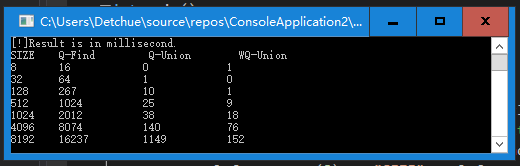 C:\Users\Detchue\source\repos\ConsoleApplication2\...
[!]Result is in millisecond.
SIZE Q-Find Q-Union WQ-Union
8 16 0 1
32 64 1 0
128 267 10 1
512 1024 25 9
1024 2012 38 18
4096 8074 140 76
8192 16237 1149 152